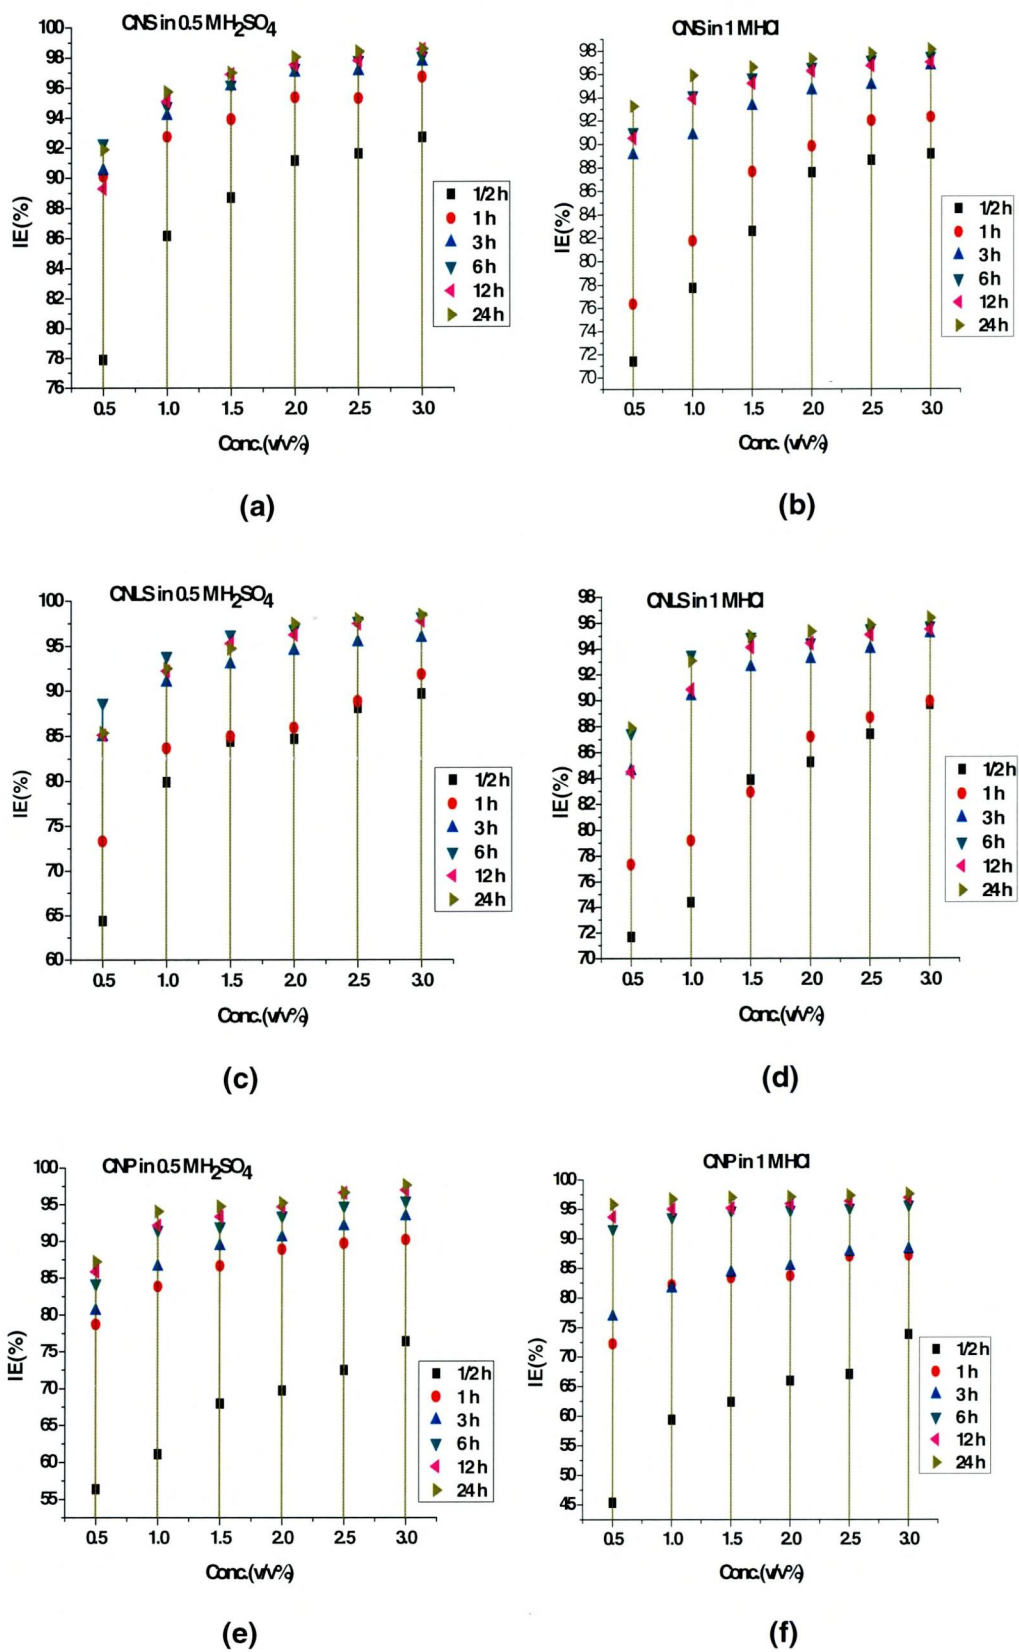 CNS in 0.5 MH2SO4
IE(%)
100
98
96
94
92
90
88
86
84
82
80
78
76
0.5 1.0 1.5 2.0 2.5 3.0
Conc.(v/v%)
1/2 h
1 h
3 h
6 h
12 h
24 h
(a)
CNS in 1 MHCl
IE(%)
98
96
94
92
90
88
86
84
82
80
78
76
74
72
70
0.5 1.0 1.5 2.0 2.5 3.0
Conc.(v/v%)
1/2 h
1 h
3 h
6 h
12 h
24 h
(b)
CNLS in 0.5 MH2SO4
IE(%)
100
95
90
85
80
75
70
65
60
0.5 1.0 1.5 2.0 2.5 3.0
Conc.(v/v%)
1/2 h
1 h
3 h
6 h
12 h
24 h
(c)
CNLS in 1 MHCl
IE(%)
98
96
94
92
90
88
86
84
82
80
78
76
74
72
70
0.5 1.0 1.5 2.0 2.5 3.0
Conc.(v/v%)
1/2 h
1 h
3 h
6 h
12 h
24 h
(d)
CNP in 0.5 MH2SO4
IE(%)
100
95
90
85
80
75
70
65
60
55
0.5 1.0 1.5 2.0 2.5 3.0
Conc.(v/v%)
1/2 h
1 h
3 h
6 h
12 h
24 h
(e)
CNP in 1 MHCl
IE(%)
100
95
90
85
80
75
70
65
60
55
50
45
0.5 1.0 1.5 2.0 2.5 3.0
Conc.(v/v%)
1/2 h
1 h
3 h
6 h
12 h
24 h
(f)